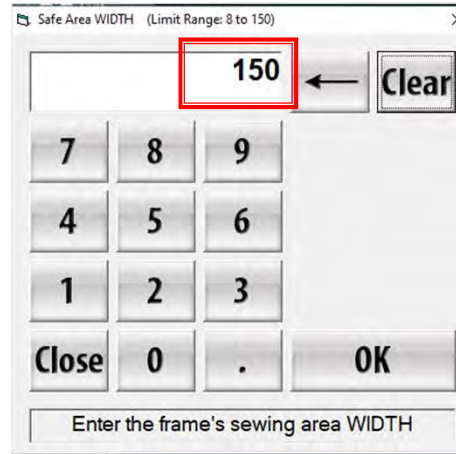 Safe Area WIDTH (Limit Range: 8 to 150)
150 ← Clear
7 8 9
4 5 6
1 2 3
Close 0 . OK
Enter the frame's sewing area WIDTH